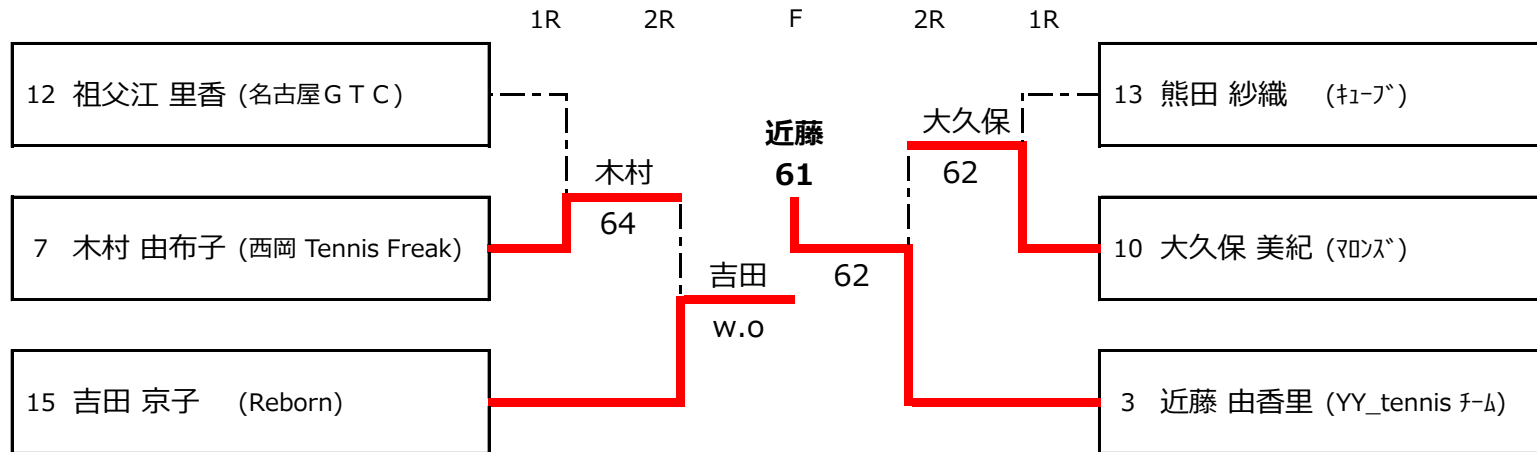 1R 2R F 2R 1R
12 祖父江 里香 (名古屋ＧＴＣ)
13 熊田 紗織 (ｷｭｰﾌﾞ)
近藤
61
大久保
62
木村
64
7 木村 由布子 (西岡 Tennis Freak)
10 大久保 美紀 (ﾏﾛﾝｽﾞ)
吉田
w.o
62
15 吉田 京子 (Reborn)
3 近藤 由香里 (YY_tennis ﾁｰﾑ)